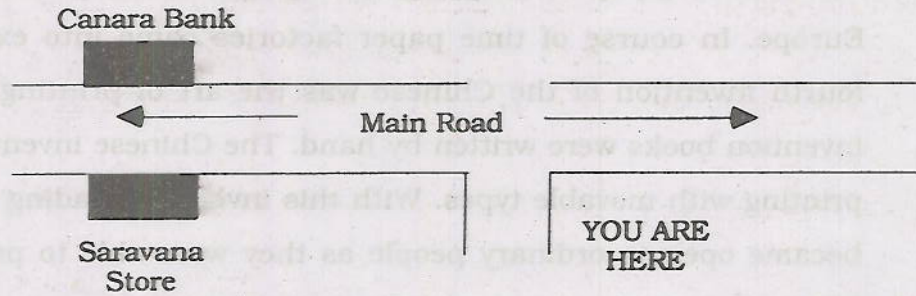 Canara Bank
Main Road
Saravana
Store
YOU ARE
HERE